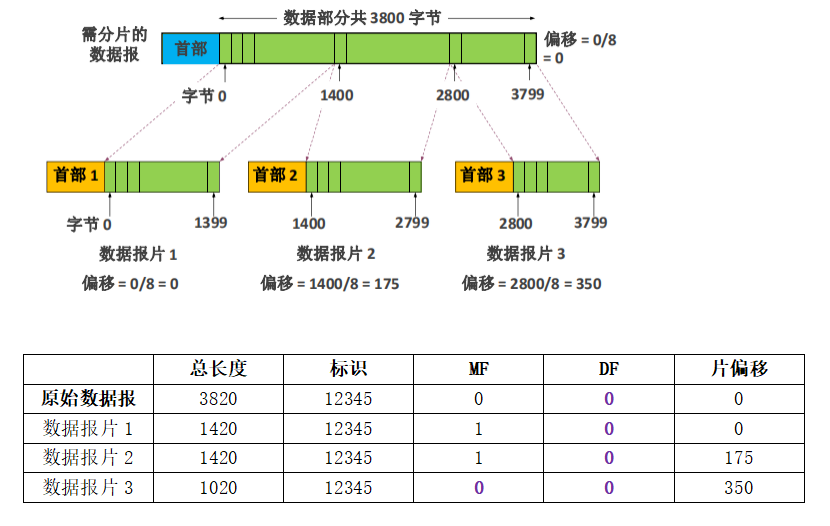 数据部分共 3800 字节
需分片的
数据报
首部
偏移 = 0/8
= 0
字节 0
1400
2800
3799
首部 1
首部 2
首部 3
字节 0
1399
1400
2799
2800
3799
数据报片 1
数据报片 2
数据报片 3
偏移 = 0/8 = 0
偏移 = 1400/8 = 175
偏移 = 2800/8 = 350
总长度 标识 MF DF 片偏移
原始数据报 3820 12345 0 0 0
数据报片 1 1420 12345 1 0 0
数据报片 2 1420 12345 1 0 175
数据报片 3 1020 12345 0 0 350